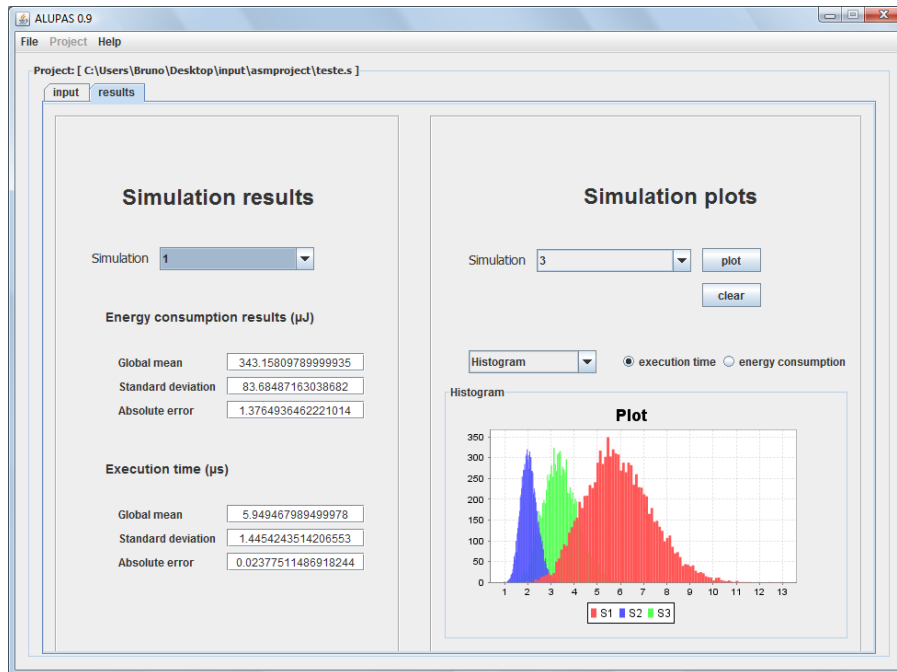 ALUPAS 0.9
File Project Help
Project: [ C:\Users\Bruno\Desktop\input\asmproject\teste.s ]
input results
Simulation results
Simulation 1
Energy consumption results (µJ)
Global mean 343.15809789999935
Standard deviation 83.68487163038682
Absolute error 1.3764936462221014
Execution time (µs)
Global mean 5.949467989499978
Standard deviation 1.4454243514206553
Absolute error 0.02377511486918244
Simulation plots
Simulation 3 plot
clear
Histogram execution time energy consumption
Histogram
Plot
350
300
250
200
150
100
50
0
1 2 3 4 5 6 7 8 9 10 11 12 13
S1 S2 S3